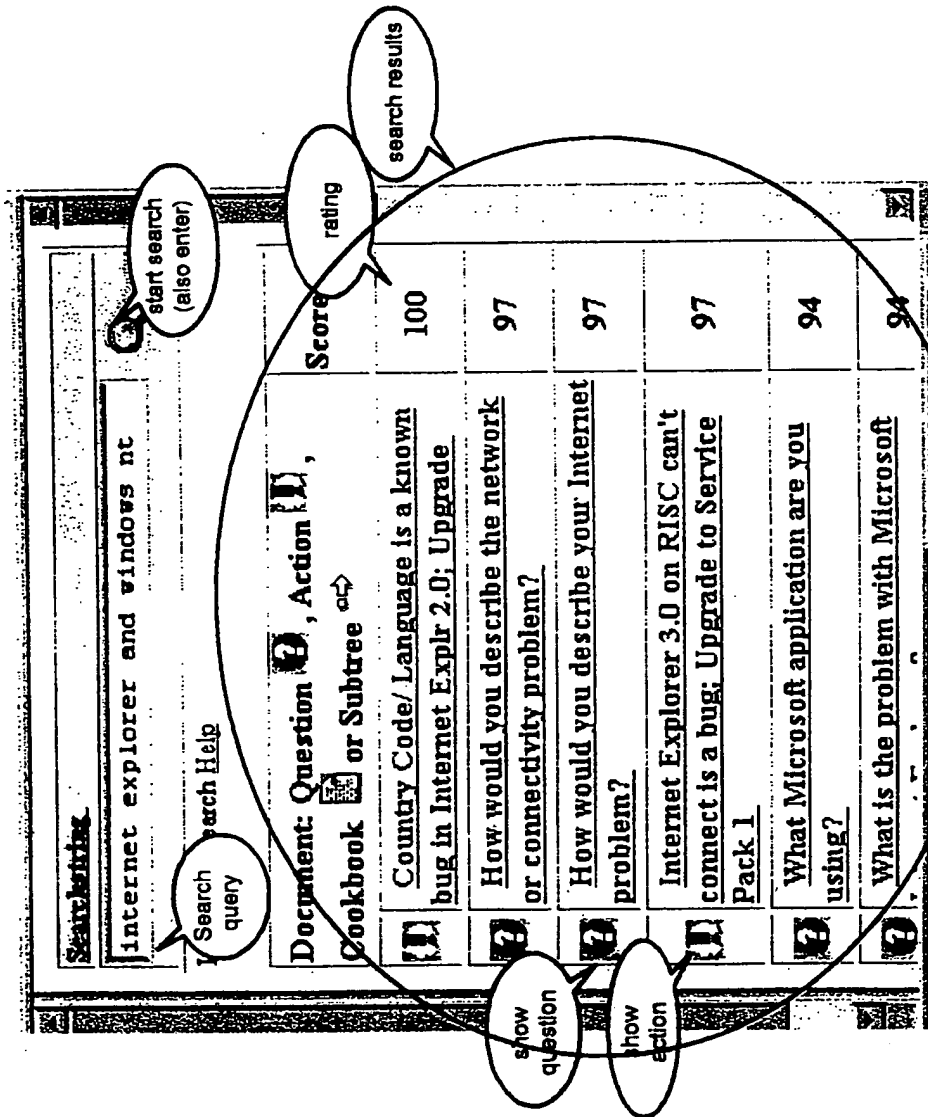 Searchstring
internet explorer and windows nt
start search
(also enter)
Search
query
earch Help
Document: Question , Action ,
Cookbook or Subtree
Score
rating
search results
Country Code/ Language is a known
bug in Internet Explr 2.0; Upgrade
100
How would you describe the network
or connectivity problem?
97
How would you describe your Internet
problem?
97
show
question
Internet Explorer 3.0 on RISC can't
connect is a bug; Upgrade to Service
Pack 1
97
show
action
What Microsoft application are you
using?
94
What is the problem with Microsoft
94